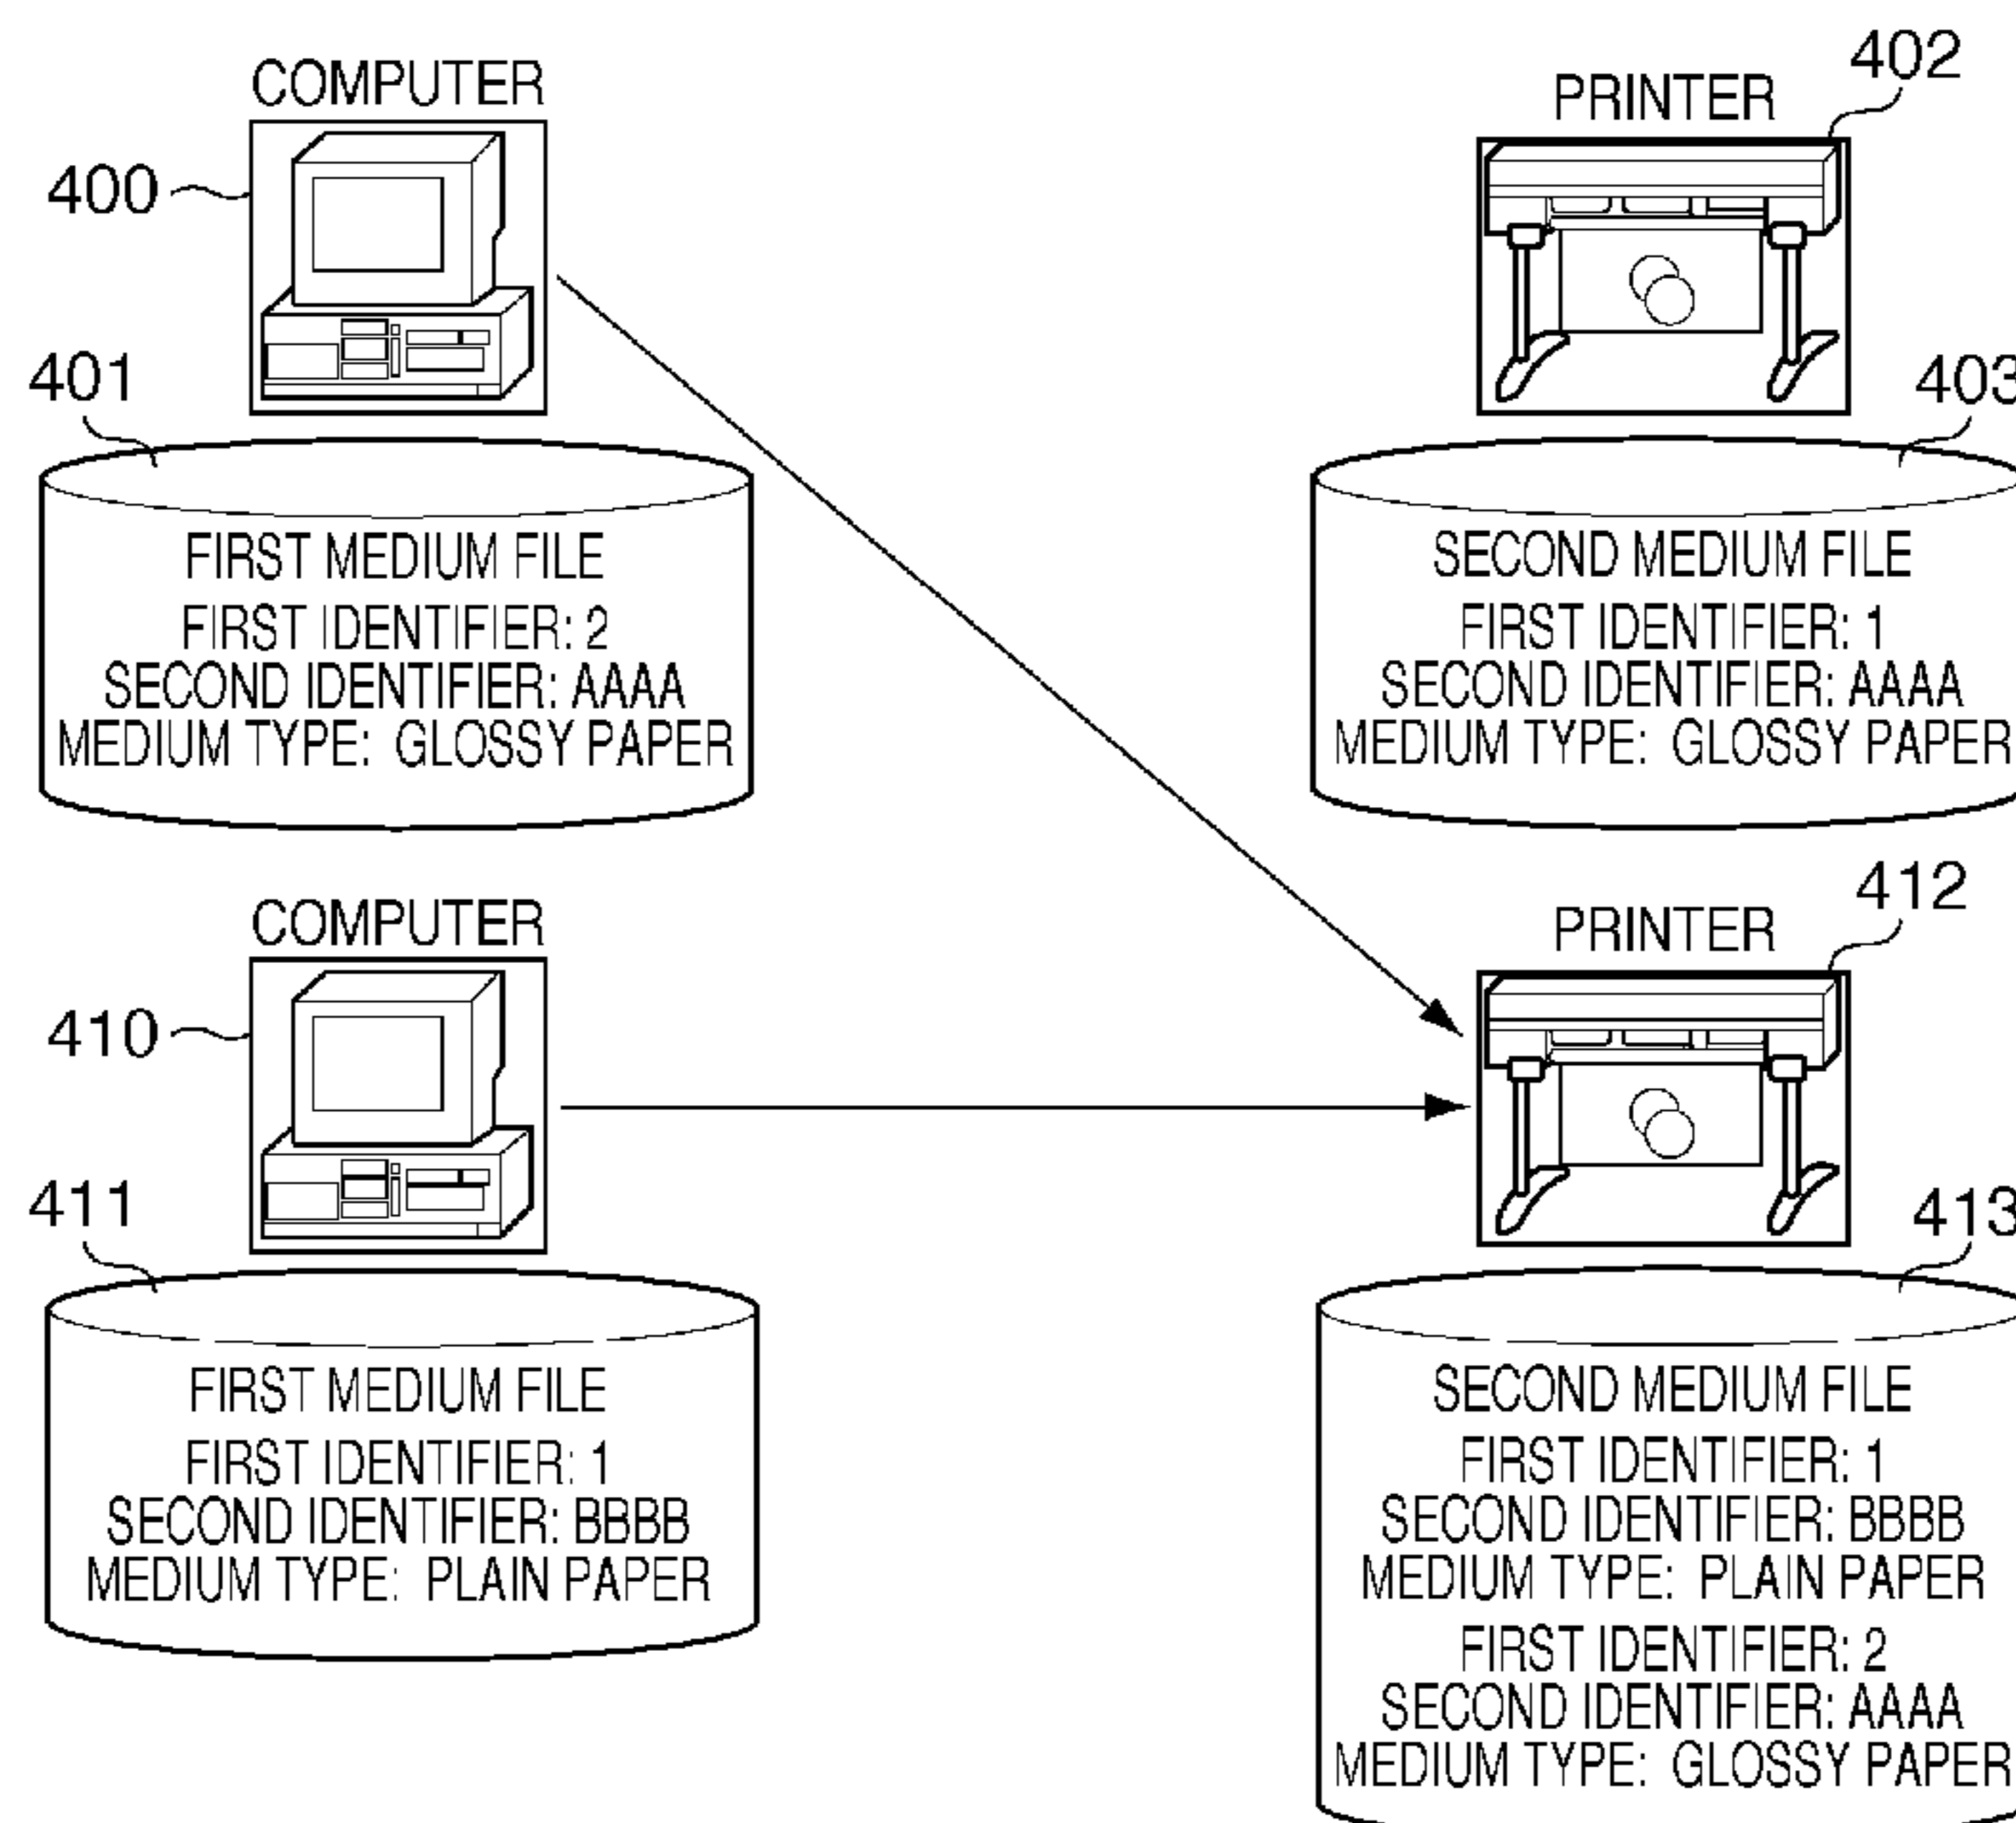 COMPUTER
400
401
FIRST MEDIUM FILE
FIRST IDENTIFIER: 2
SECOND IDENTIFIER: AAAA
MEDIUM TYPE: GLOSSY PAPER
PRINTER
402
403
SECOND MEDIUM FILE
FIRST IDENTIFIER: 1
SECOND IDENTIFIER: AAAA
MEDIUM TYPE: GLOSSY PAPER
COMPUTER
410
411
FIRST MEDIUM FILE
FIRST IDENTIFIER: 1
SECOND IDENTIFIER: BBBB
MEDIUM TYPE: PLAIN PAPER
PRINTER
412
413
SECOND MEDIUM FILE
FIRST IDENTIFIER: 1
SECOND IDENTIFIER: BBBB
MEDIUM TYPE: PLAIN PAPER
FIRST IDENTIFIER: 2
SECOND IDENTIFIER: AAAA
MEDIUM TYPE: GLOSSY PAPER